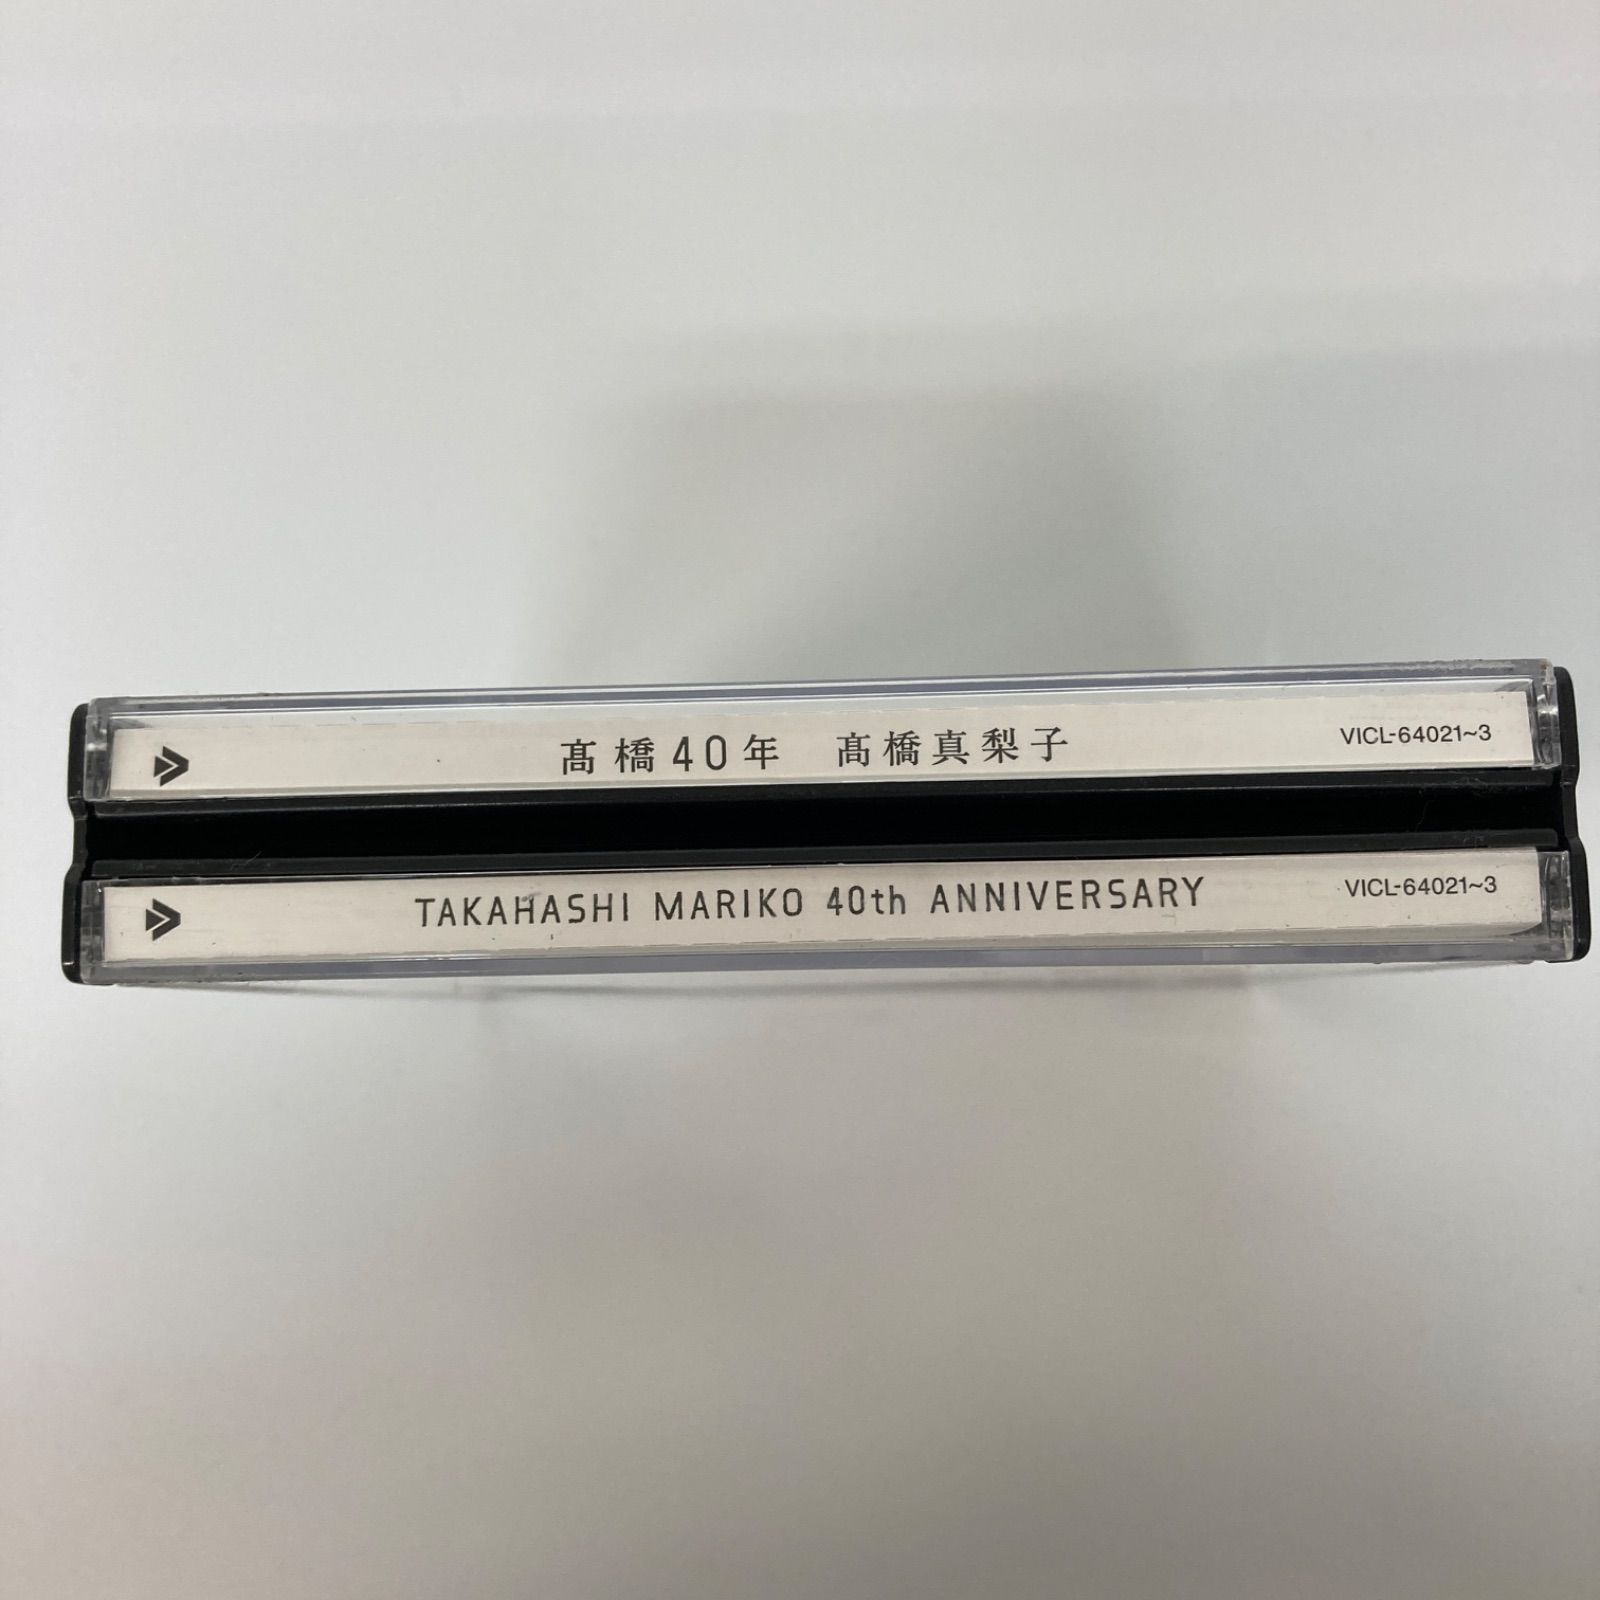 髙橋40年 髙橋真梨子 VICL-64021~3
TAKAHASHI MARIKO 40th ANNIVERSARY VICL-64021~3